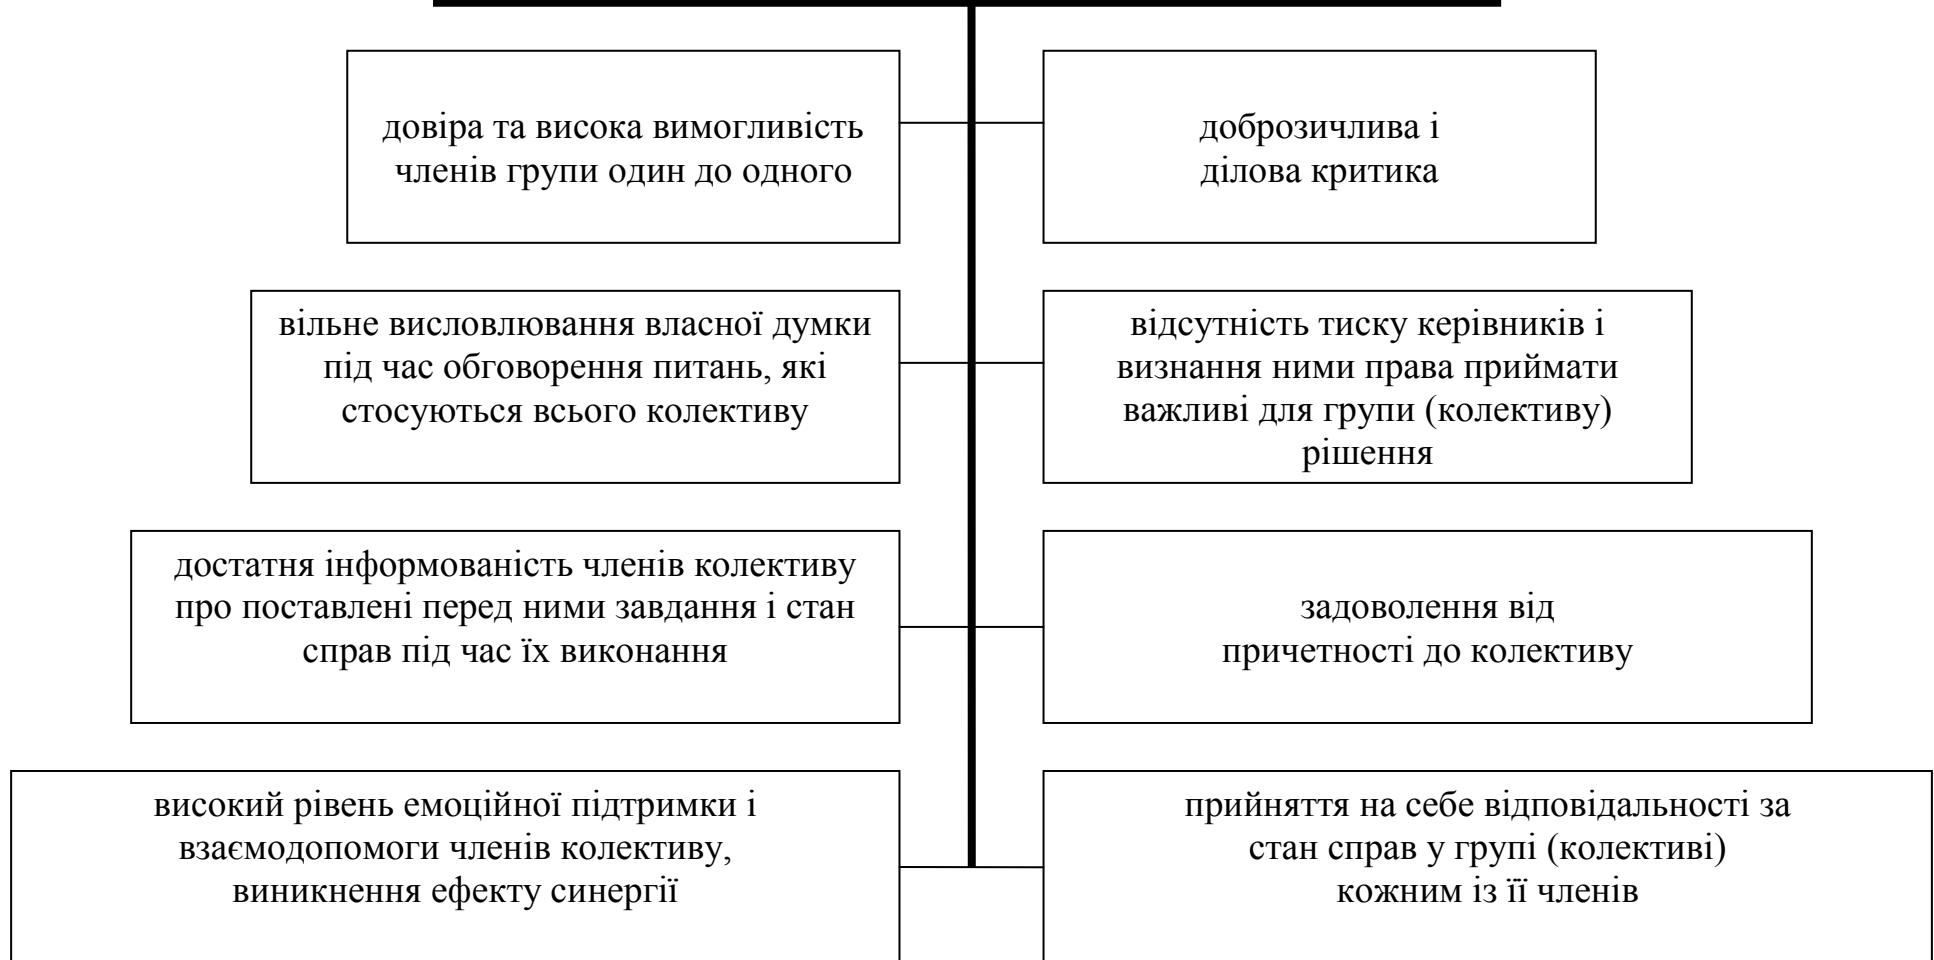 довіра та висока вимогливість
членів групи один до одного
доброзичлива і
ділова критика
вільне висловлювання власної думки
під час обговорення питань, які
стосуються всього колективу
відсутність тиску керівників і
визнання ними права приймати
важливі для групи (колективу)
рішення
достатня інформованість членів колективу
про поставлені перед ними завдання і стан
справ під час їх виконання
задоволення від
причетності до колективу
високий рівень емоційної підтримки і
взаємодопомоги членів колективу,
виникнення ефекту синергії
прийняття на себе відповідальності за
стан справ у групі (колективі)
кожним із її членів